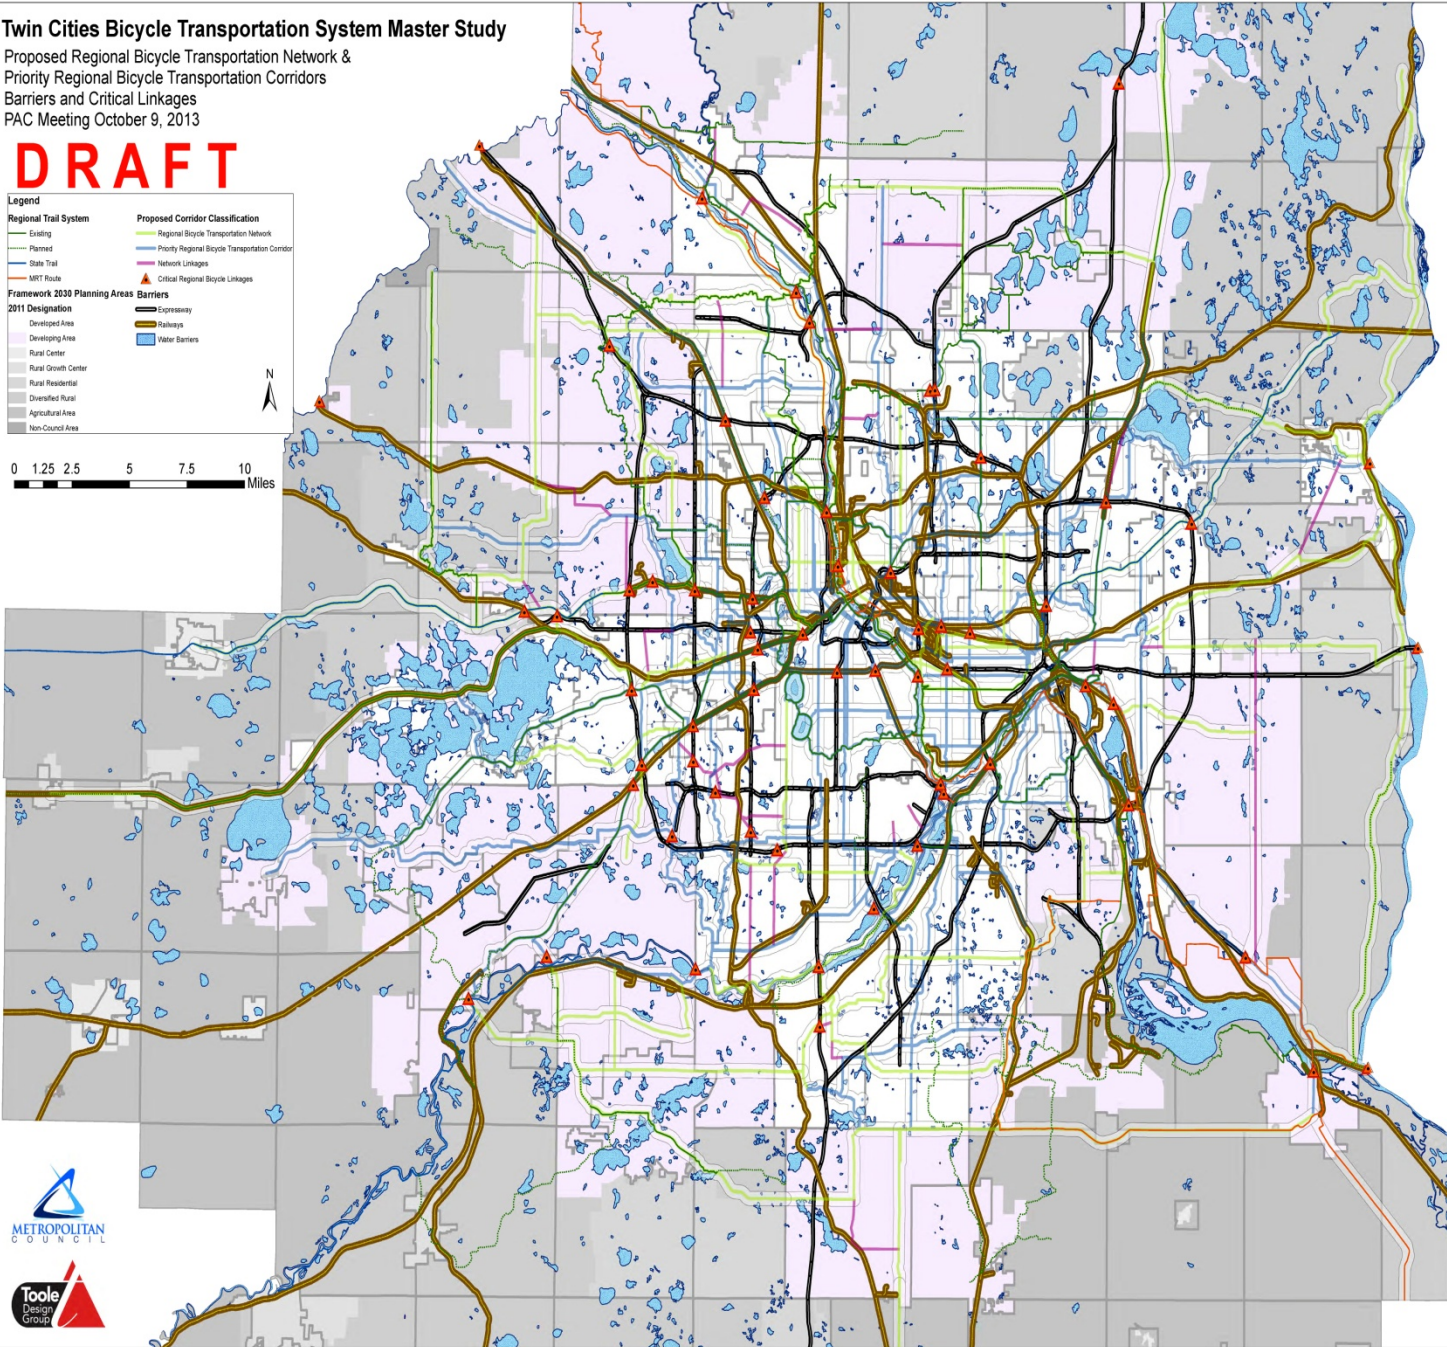 Twin Cities Bicycle Transportation System Master Study
Proposed Regional Bicycle Transportation Network &
Priority Regional Bicycle Transportation Corridors
Barriers and Critical Linkages
PAC Meeting October 9, 2013
DRAFT
Legend
Regional Trail System
Existing
Planned
State Trail
MRT Route
Framework 2030 Planning Areas
2011 Designation
Developed Area
Developing Area
Rural Center
Rural Growth Center
Rural Residential
Diversified Rural
Agricultural Area
Non-Council Area
Proposed Corridor Classification
Regional Bicycle Transportation Network
Priority Regional Bicycle Transportation Corridor
Network Linkages
Critical Regional Bicycle Linkages
Barriers
Expressway
Railways
Water Barriers
N
0 1.25 2.5 5 7.5 10 Miles
METROPOLITAN
COUNCIL
Toole
Design
Group